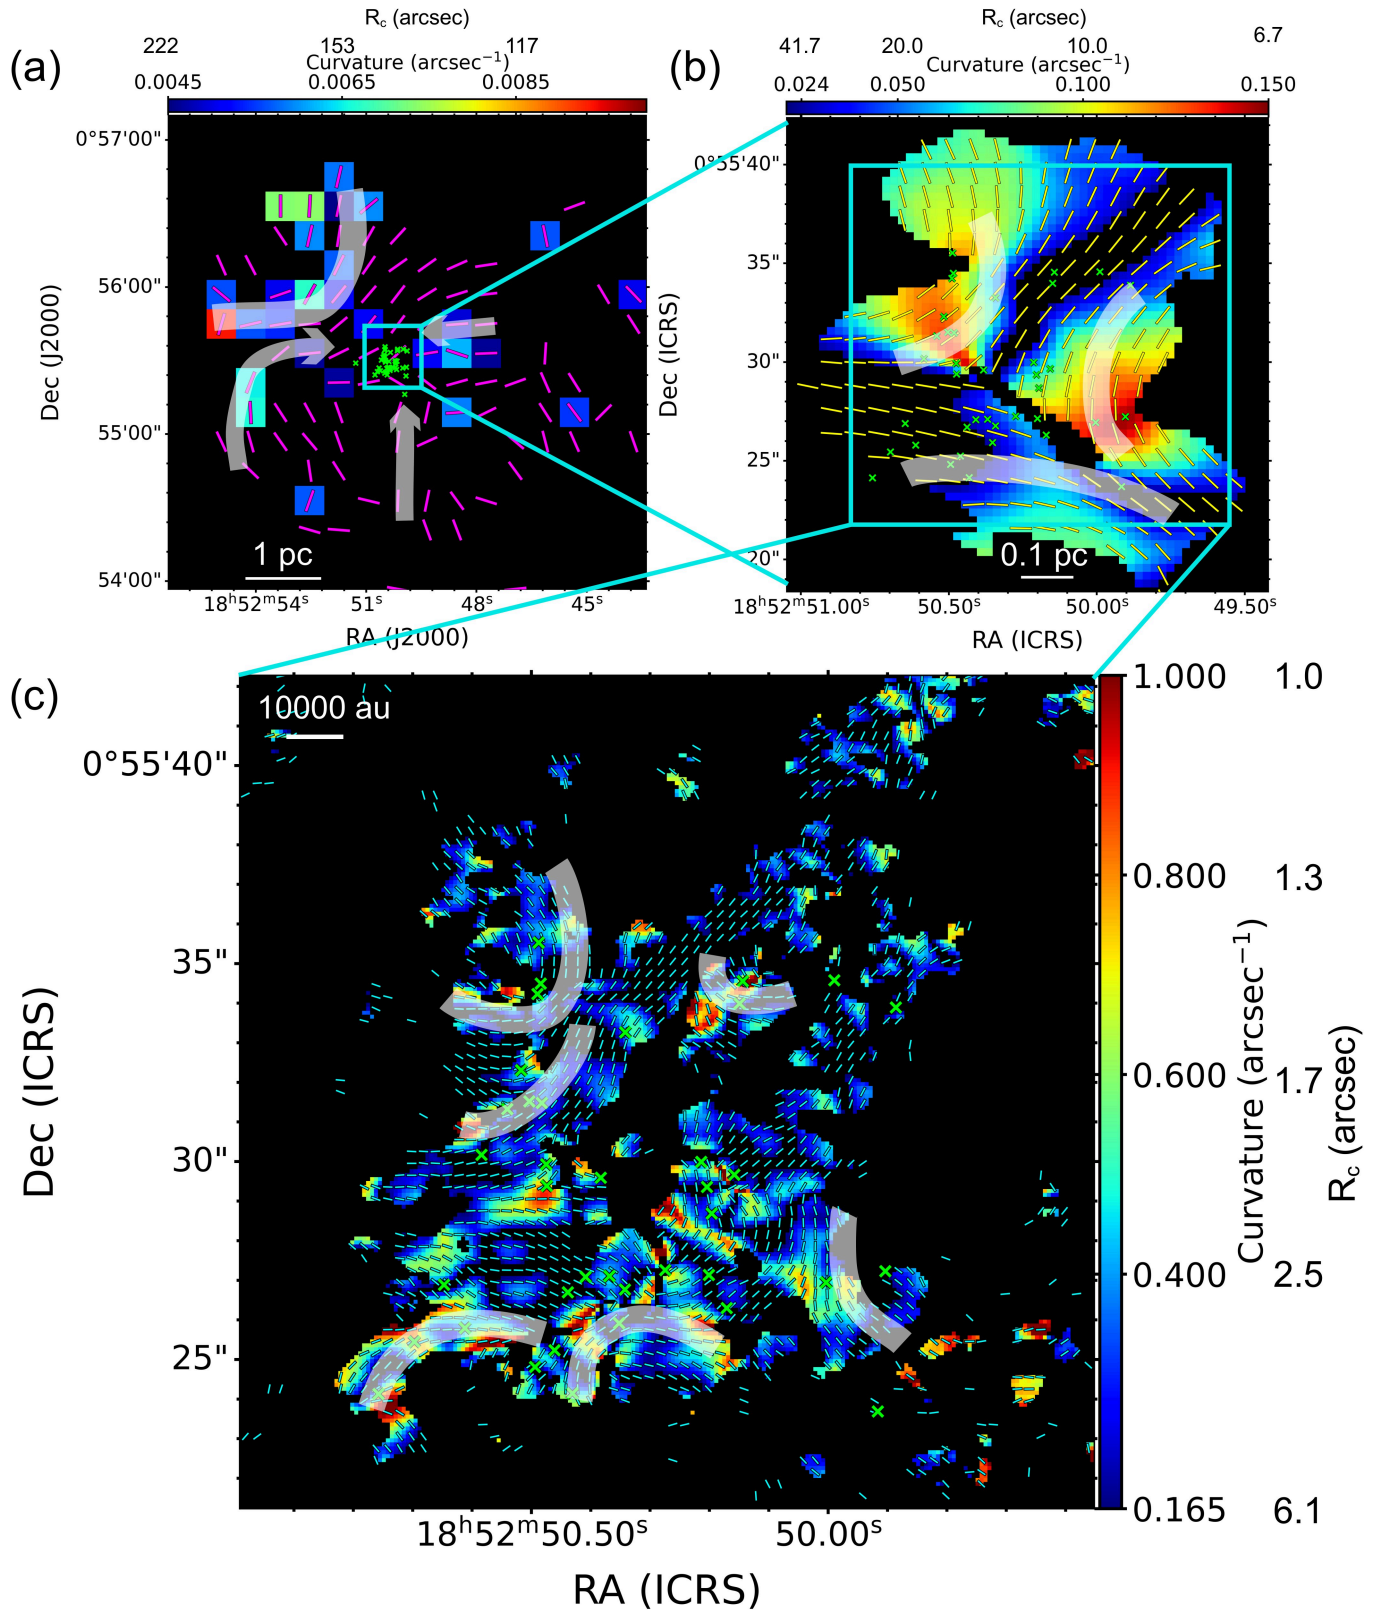 (a)
R_c (arcsec)
222 153 117
Curvature (arcsec⁻¹)
0.0045 0.0065 0.0085
0°57'00"
56'00"
55'00"
54'00"
Dec (J2000)
1 pc
18ʰ52ᵐ54ˢ 51ˢ 48ˢ 45ˢ
RA (J2000)
(b)
R_c (arcsec)
41.7 20.0 10.0 6.7
Curvature (arcsec⁻¹)
0.024 0.050 0.100 0.150
0°55'40"
35"
30"
25"
20"
Dec (ICRS)
0.1 pc
18ʰ52ᵐ51.00ˢ 50.50ˢ 50.00ˢ 49.50ˢ
RA (ICRS)
(c)
10000 au
0°55'40"
35"
30"
25"
Dec (ICRS)
18ʰ52ᵐ50.50ˢ 50.00ˢ
RA (ICRS)
1.000 1.0
0.800 1.3
0.600 1.7
0.400 2.5
0.165 6.1
Curvature (arcsec⁻¹)
R_c (arcsec)